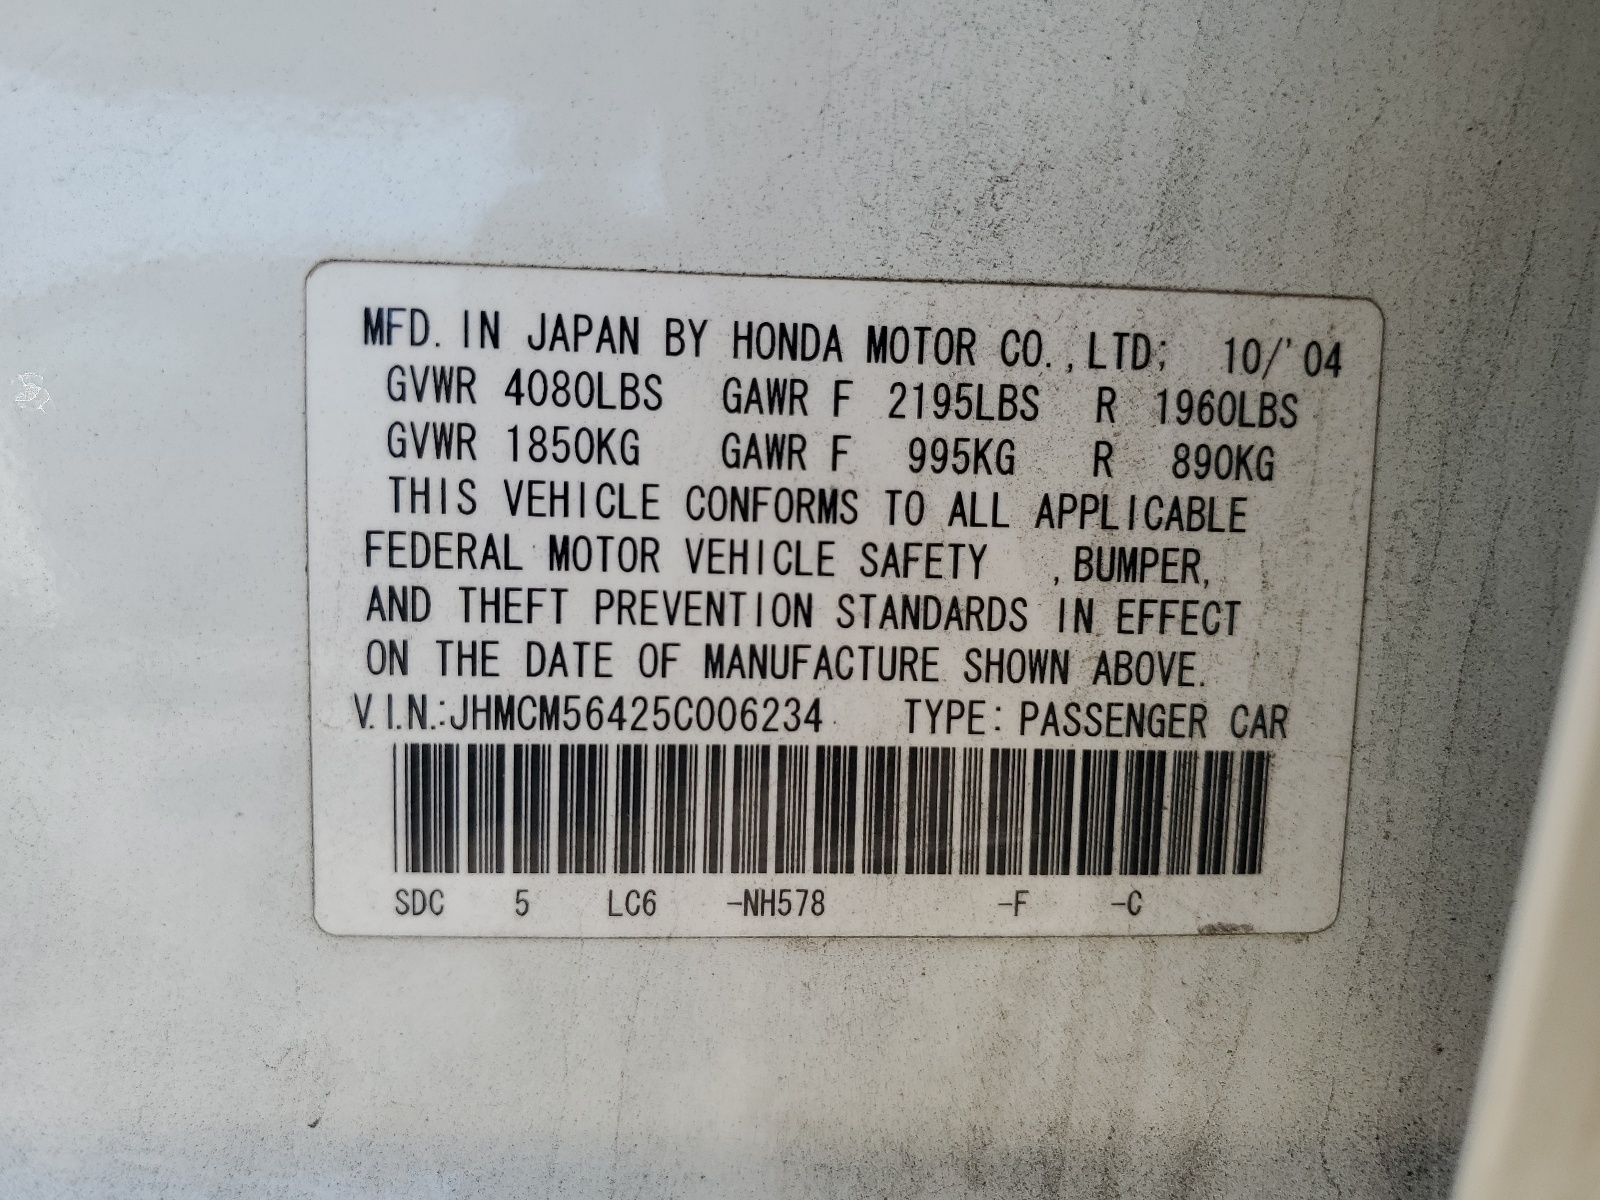 MFD. IN JAPAN BY HONDA MOTOR CO.,LTD; 10/'04
GVWR 4080LBS GAWR F 2195LBS R 1960LBS
GVWR 1850KG GAWR F 995KG R 890KG
THIS VEHICLE CONFORMS TO ALL APPLICABLE
FEDERAL MOTOR VEHICLE SAFETY , BUMPER,
AND THEFT PREVENTION STANDARDS IN EFFECT
ON THE DATE OF MANUFACTURE SHOWN ABOVE.
V.I.N.:JHMCM56425C006234 TYPE: PASSENGER CAR
SDC 5 LC6 -NH578 -F -C